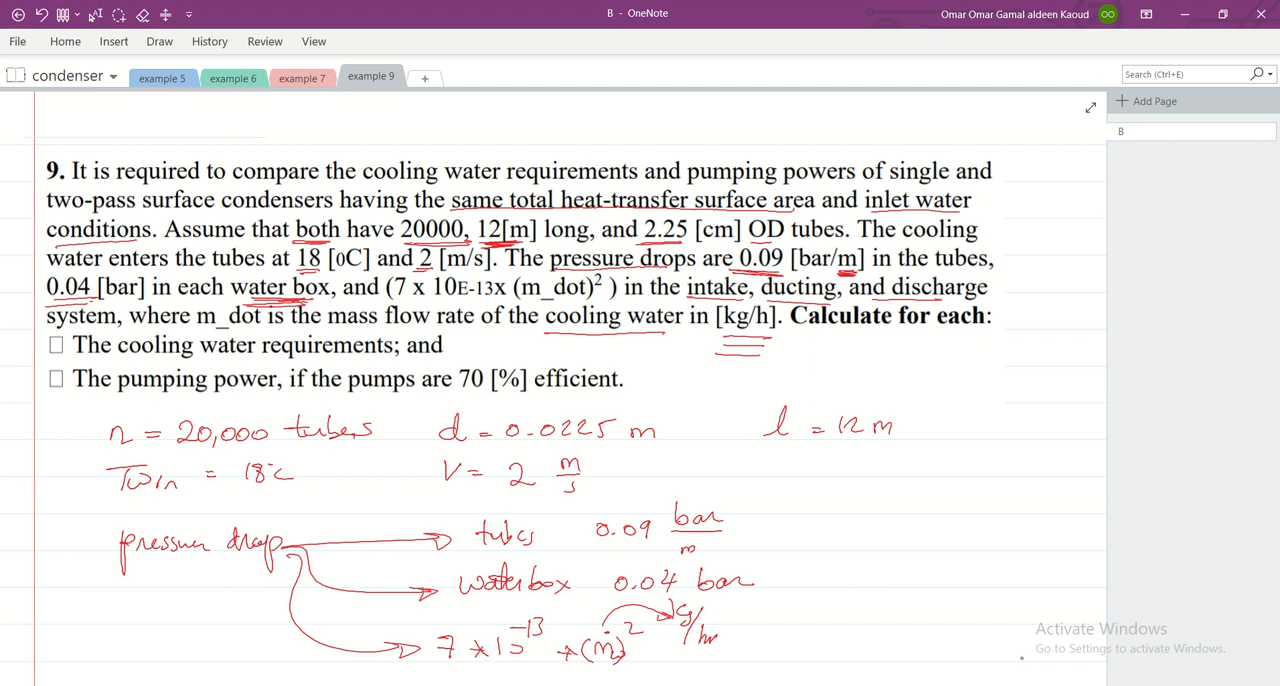 B - OneNote
Omar Omar Gamal aldeen Kaoud OO
File Home Insert Draw History Review View
condenser example 5 example 6 example 7 example 9 +
Search (Ctrl+E)
+ Add Page
B
9. It is required to compare the cooling water requirements and pumping powers of single and
two-pass surface condensers having the same total heat-transfer surface area and inlet water
conditions. Assume that both have 20000, 12[m] long, and 2.25 [cm] OD tubes. The cooling
water enters the tubes at 18 [0C] and 2 [m/s]. The pressure drops are 0.09 [bar/m] in the tubes,
0.04 [bar] in each water box, and (7 x 10E-13x (m_dot)² ) in the intake, ducting, and discharge
system, where m_dot is the mass flow rate of the cooling water in [kg/h]. Calculate for each:
□ The cooling water requirements; and
□ The pumping power, if the pumps are 70 [%] efficient.
n = 20,000 tubes d = 0.0225 m l = 12 m
Twin = 18°C V = 2 m/s
pressure drop tubes 0.09 bar/m
water box 0.04 bar
7 * 10^-13 * (ṁ)^2 kg/hr
Activate Windows
Go to Settings to activate Windows.